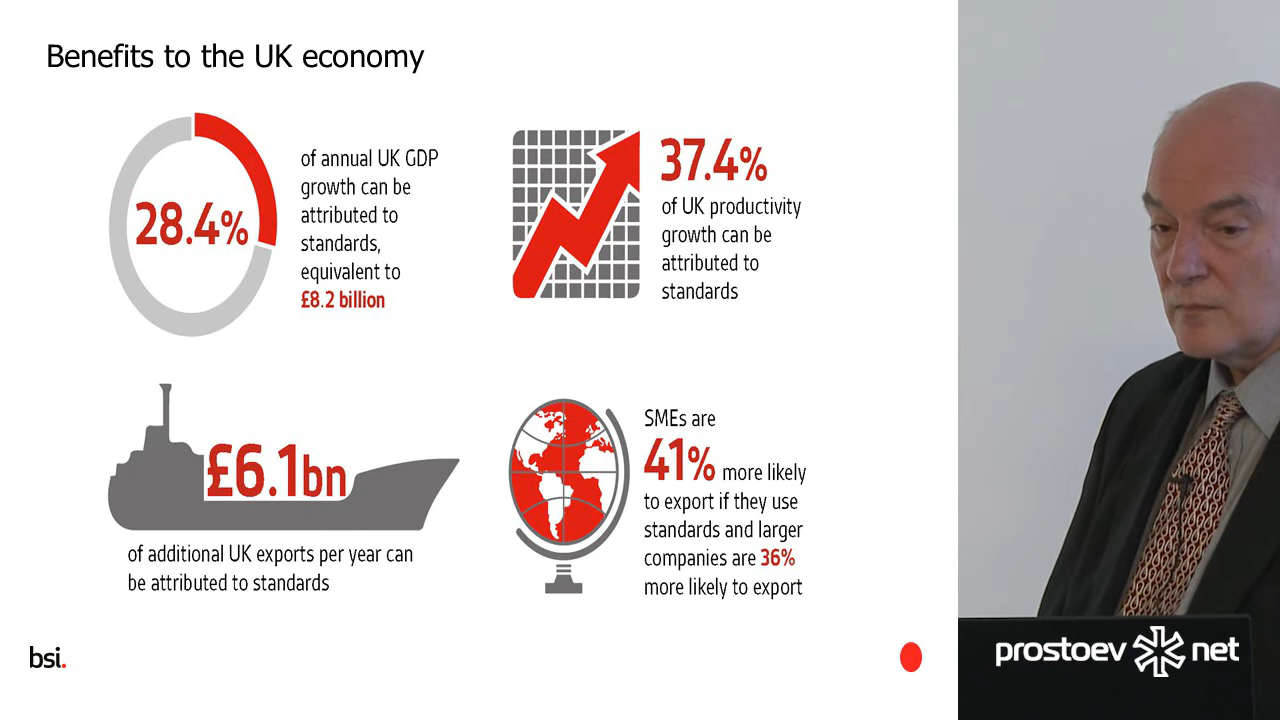 Benefits to the UK economy
28.4%
of annual UK GDP
growth can be
attributed to
standards,
equivalent to
£8.2 billion
37.4%
of UK productivity
growth can be
attributed to
standards
£6.1bn
of additional UK exports per year can
be attributed to standards
SMEs are
41% more likely
to export if they use
standards and larger
companies are 36%
more likely to export
bsi.
prostoev net